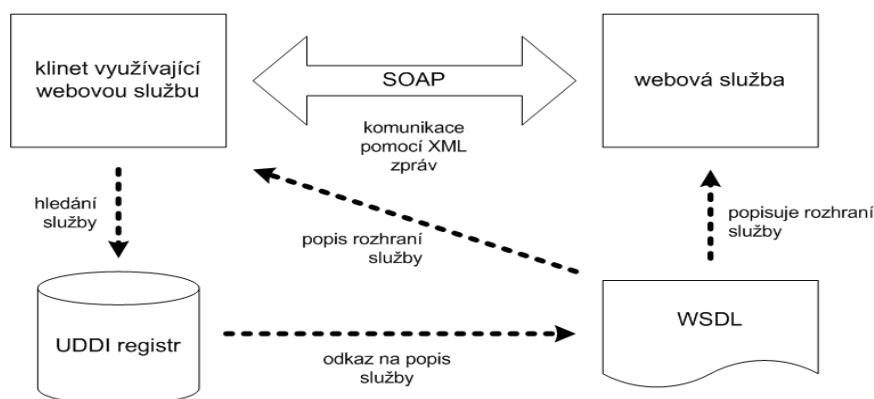 klinet využívající
webovou službu
SOAP
webová služba
komunikace
pomocí XML
zpráv
hledání
služby
popis rozhraní
služby
popisuje rozhraní
služby
UDDI registr
odkaz na popis
služby
WSDL